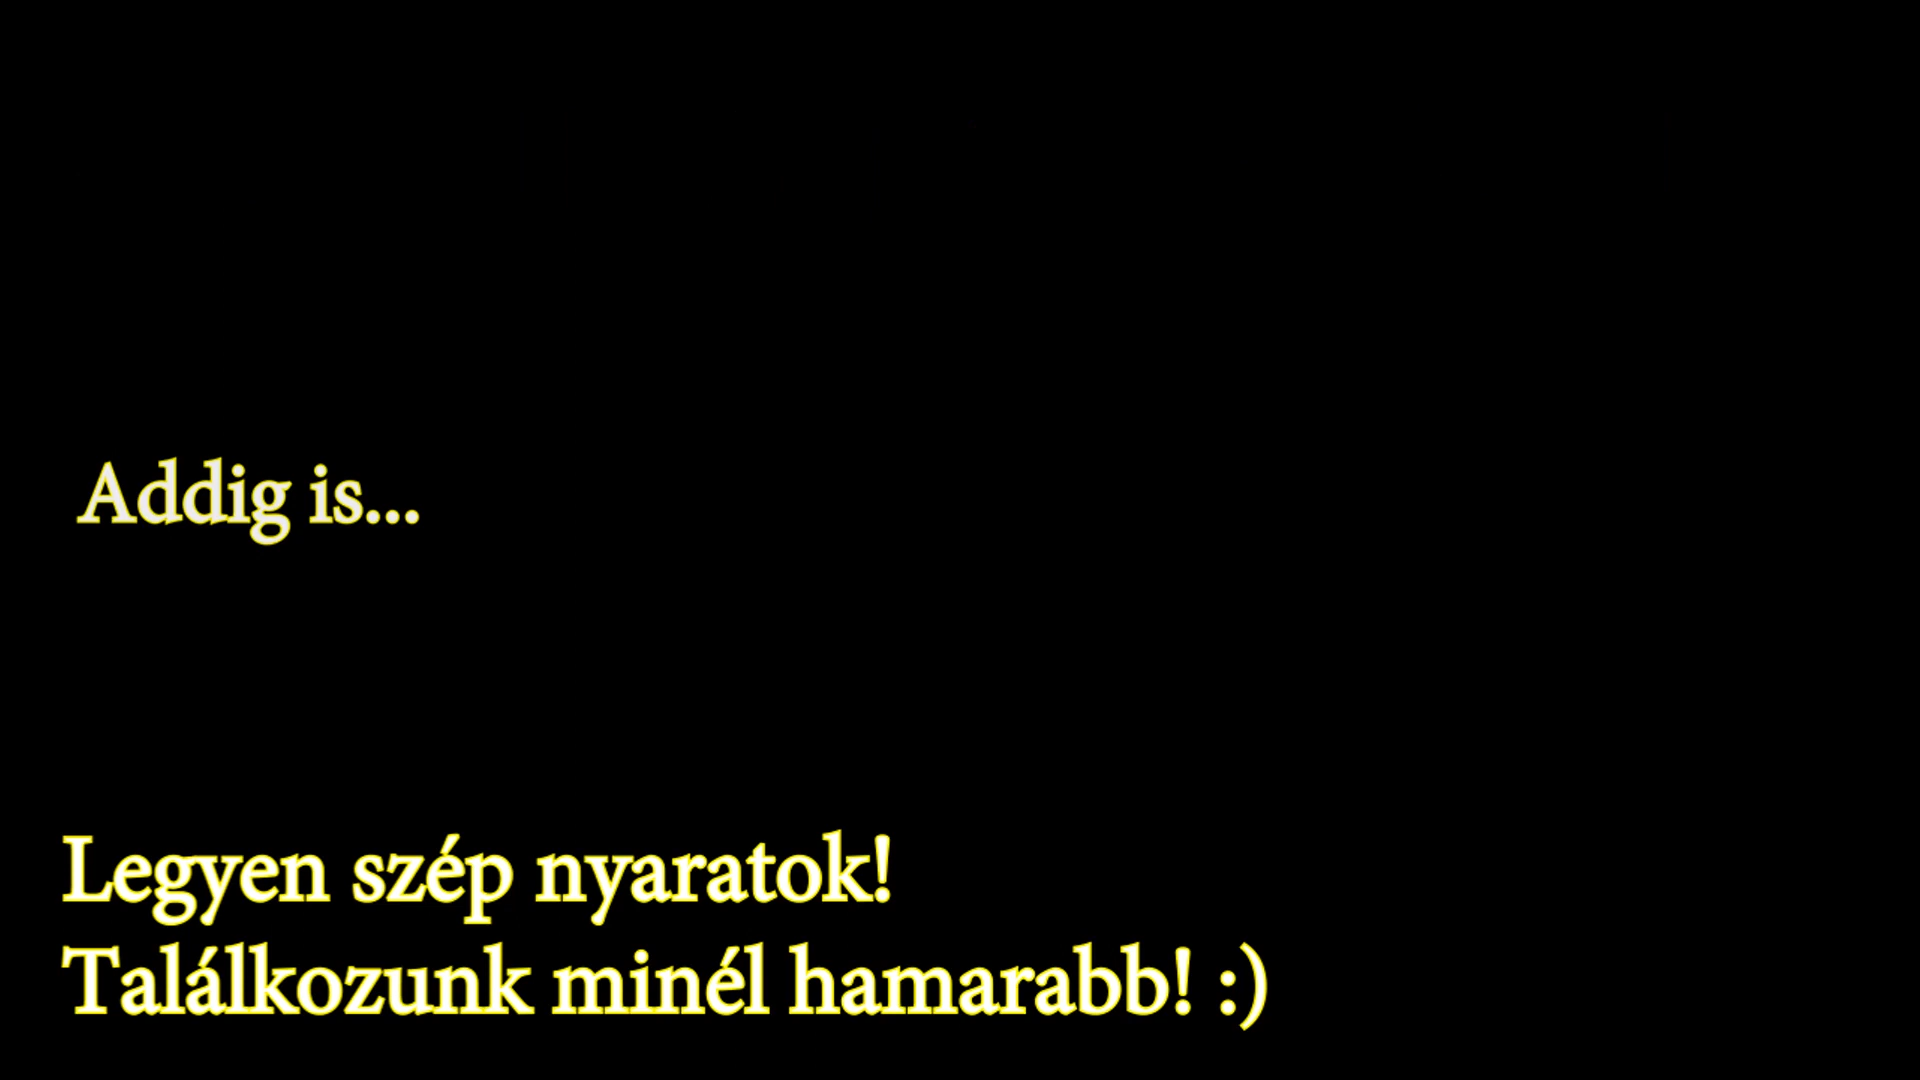 Addig is...
Legyen szép nyaratok!
Találkozunk minél hamarabb! :)